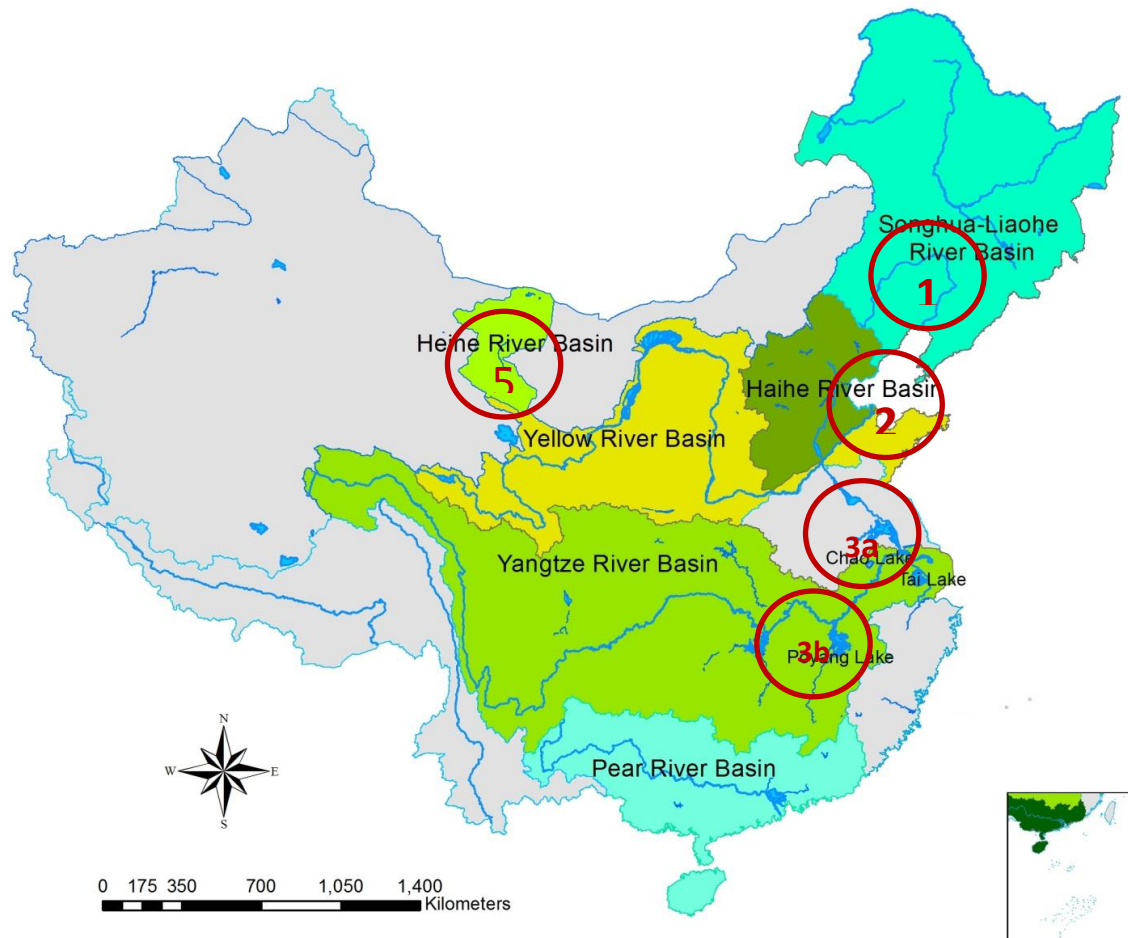 Songhua-Liaohe
River Basin
1
Heihe River Basin
5
Haihe River Basin
2
Yellow River Basin
3a
Chao Lake
Tai Lake
Yangtze River Basin
3b
Poyang Lake
N
W E
S
Pear River Basin
0 175 350 700 1,050 1,400
Kilometers